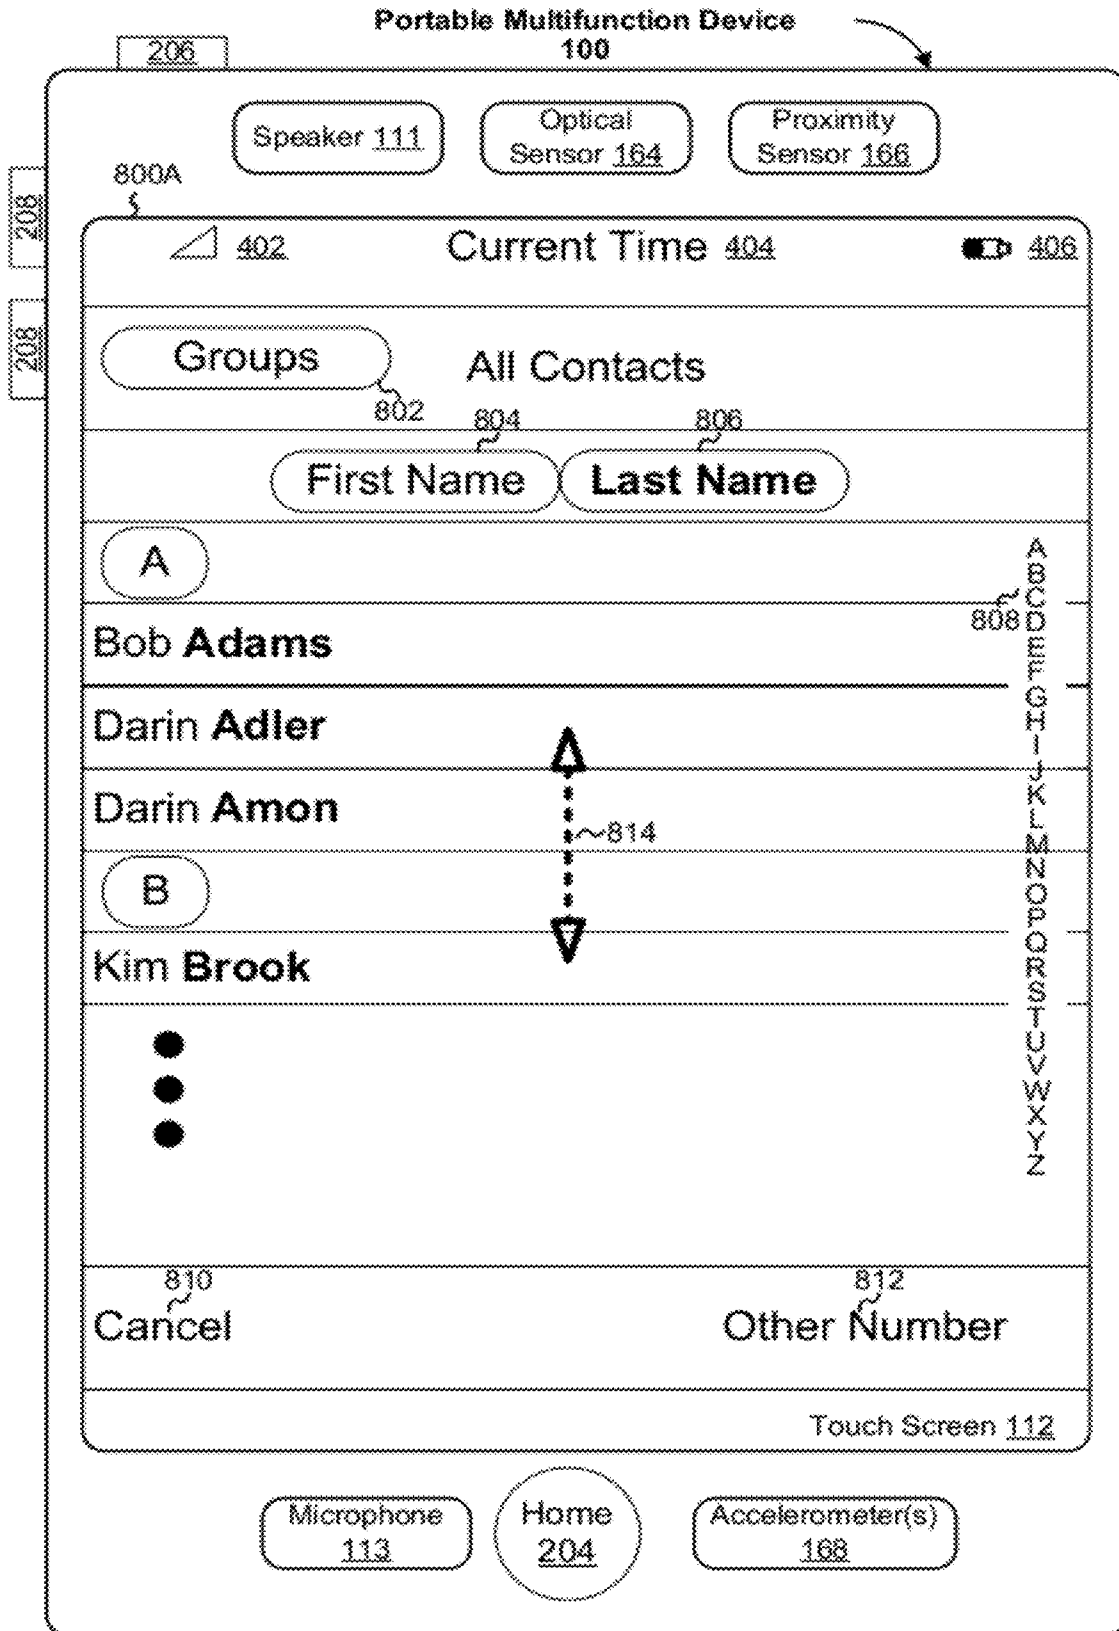 Portable Multifunction Device
100
206
Speaker 111
Optical
Sensor 164
Proximity
Sensor 166
800A
208
402
Current Time 404
406
208
Groups
All Contacts
802
804
806
First Name
Last Name
A
808
Bob Adams
Darin Adler
Darin Amon
814
B
Kim Brook
A
B
C
D
E
F
G
H
I
J
K
L
M
N
O
P
Q
R
S
T
U
V
W
X
Y
Z
810
812
Cancel
Other Number
Touch Screen 112
Microphone
113
Home
204
Accelerometer(s)
168